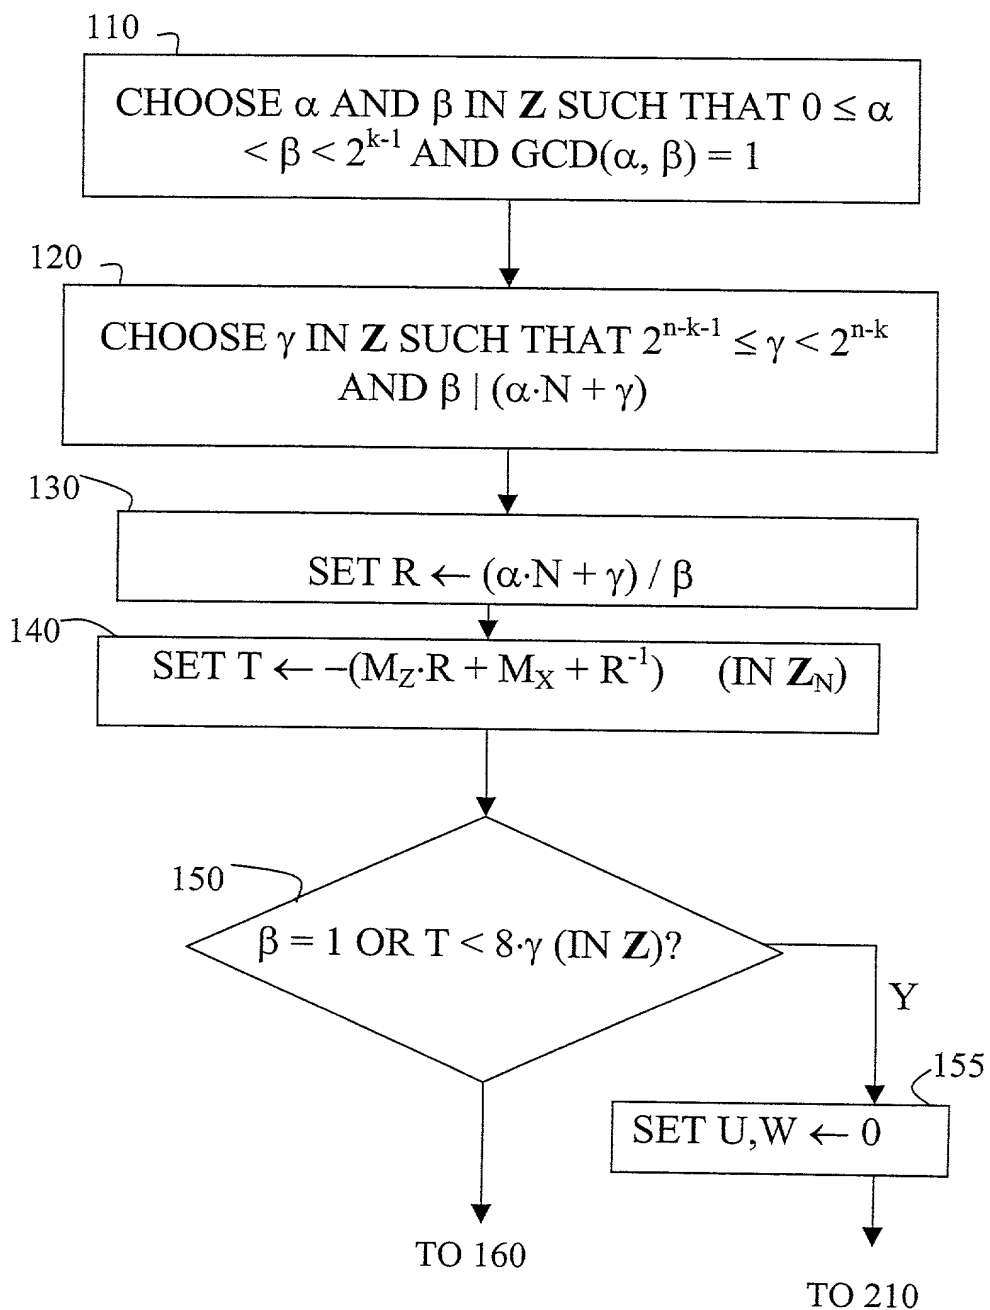 110
CHOOSE α AND β IN Z SUCH THAT 0 ≤ α
< β < 2^{k-1} AND GCD(α, β) = 1
120
CHOOSE γ IN Z SUCH THAT 2^{n-k-1} ≤ γ < 2^{n-k}
AND β | (α·N + γ)
130
SET R ← (α·N + γ) / β
140
SET T ← –(M_Z·R + M_X + R^{-1}) (IN Z_N)
150
β = 1 OR T < 8·γ (IN Z)?
Y
155
SET U,W ← 0
TO 160
TO 210